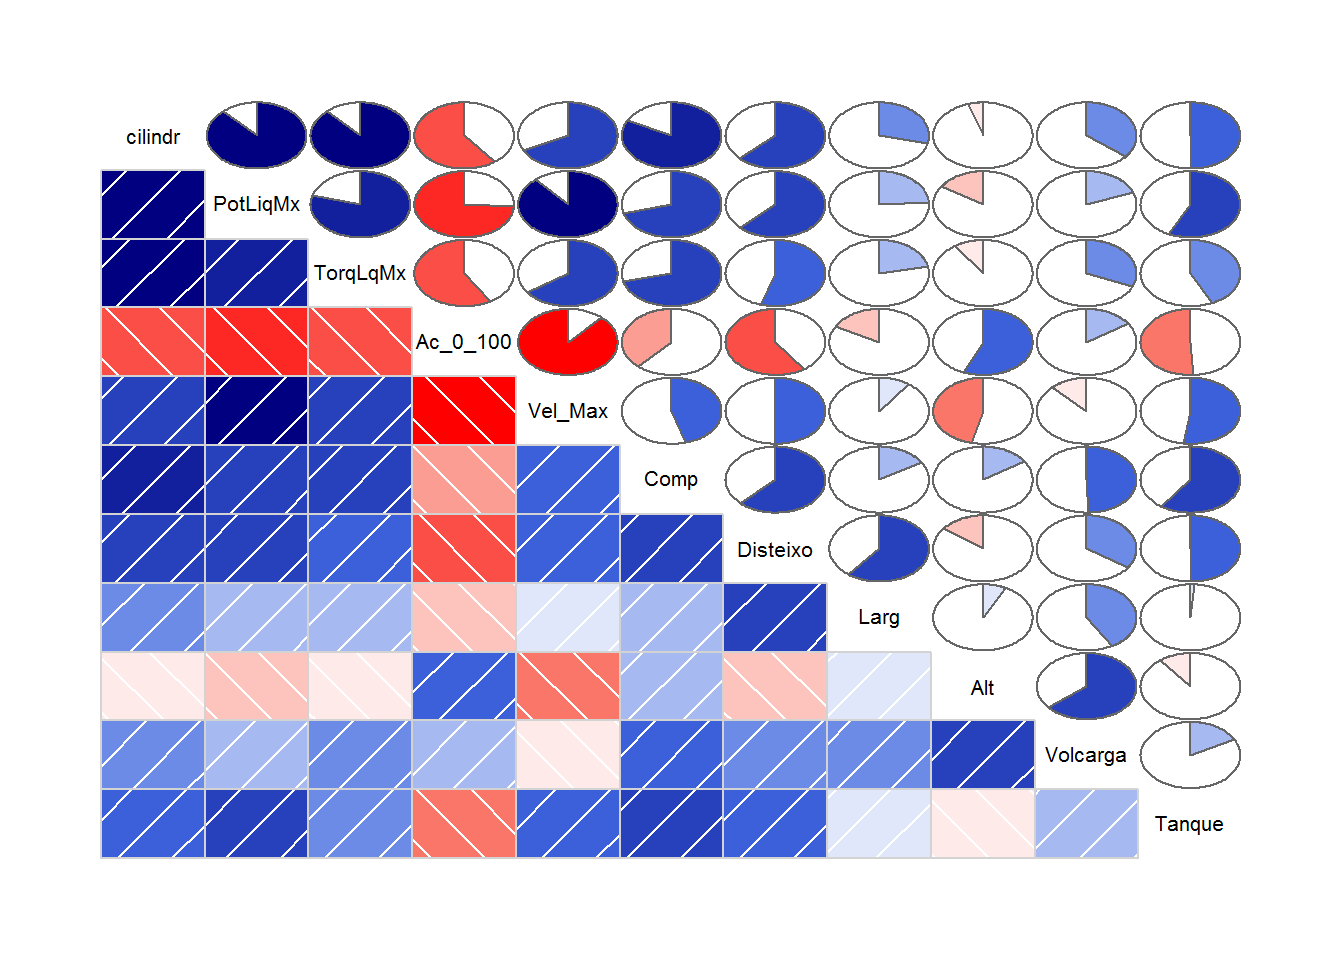 cilindr
PotLiqMx
TorqLqMx
Ac_0_100
Vel_Max
Comp
Disteixo
Larg
Alt
Volcarga
Tanque